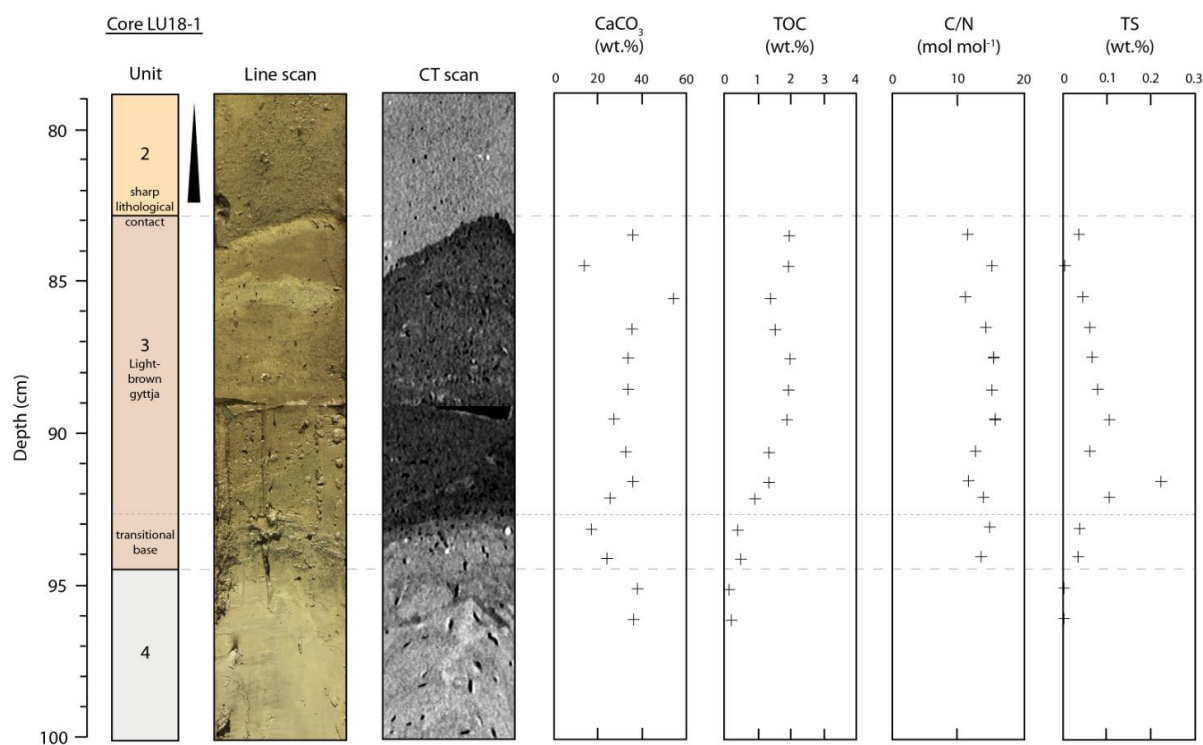 Core LU18-1
Unit
Line scan
CT scan
CaCO₃
(wt.%)
TOC
(wt.%)
C/N
(mol mol⁻¹)
TS
(wt.%)
0 20 40 60
0 1 2 3 4
0 10 20
0 0.1 0.2 0.3
Depth (cm)
80
85
90
95
100
2
sharp
lithological
contact
3
Light-
brown
gyttja
transitional
base
4